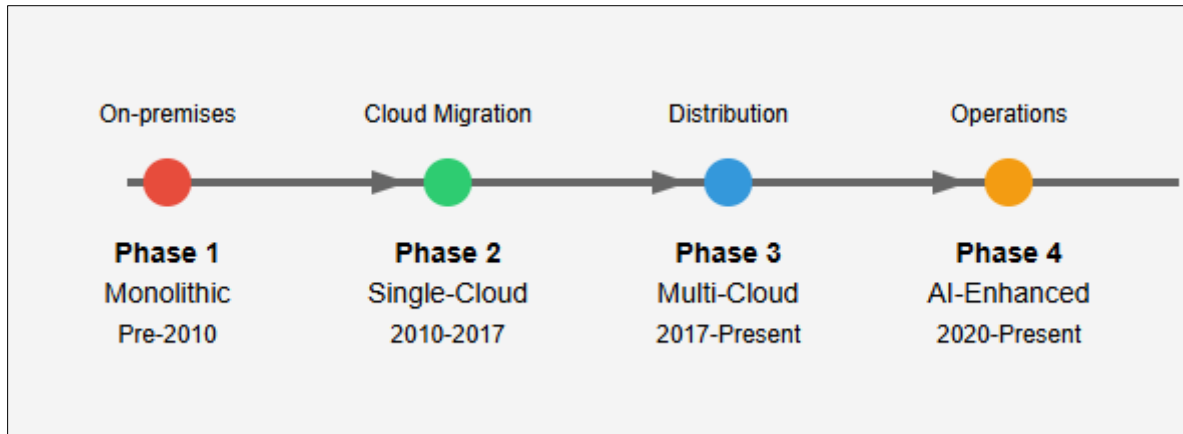 On-premises
Cloud Migration
Distribution
Operations
Phase 1
Phase 2
Phase 3
Phase 4
Monolithic
Single-Cloud
Multi-Cloud
AI-Enhanced
Pre-2010
2010-2017
2017-Present
2020-Present